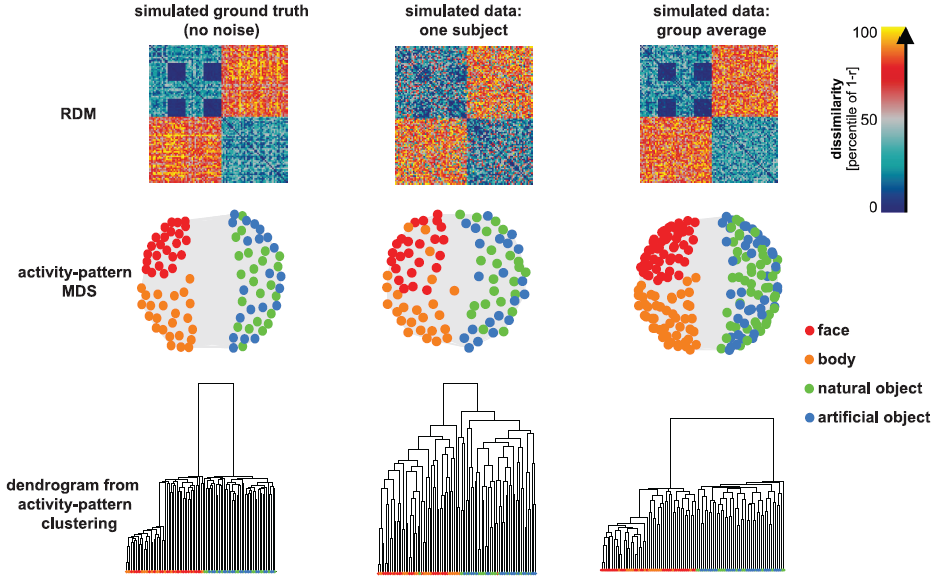 simulated ground truth
(no noise)
simulated data:
one subject
simulated data:
group average
RDM
100
50
0
dissimilarity
[percentile of 1-r]
activity-pattern
MDS
face
body
natural object
artificial object
dendrogram from
activity-pattern
clustering